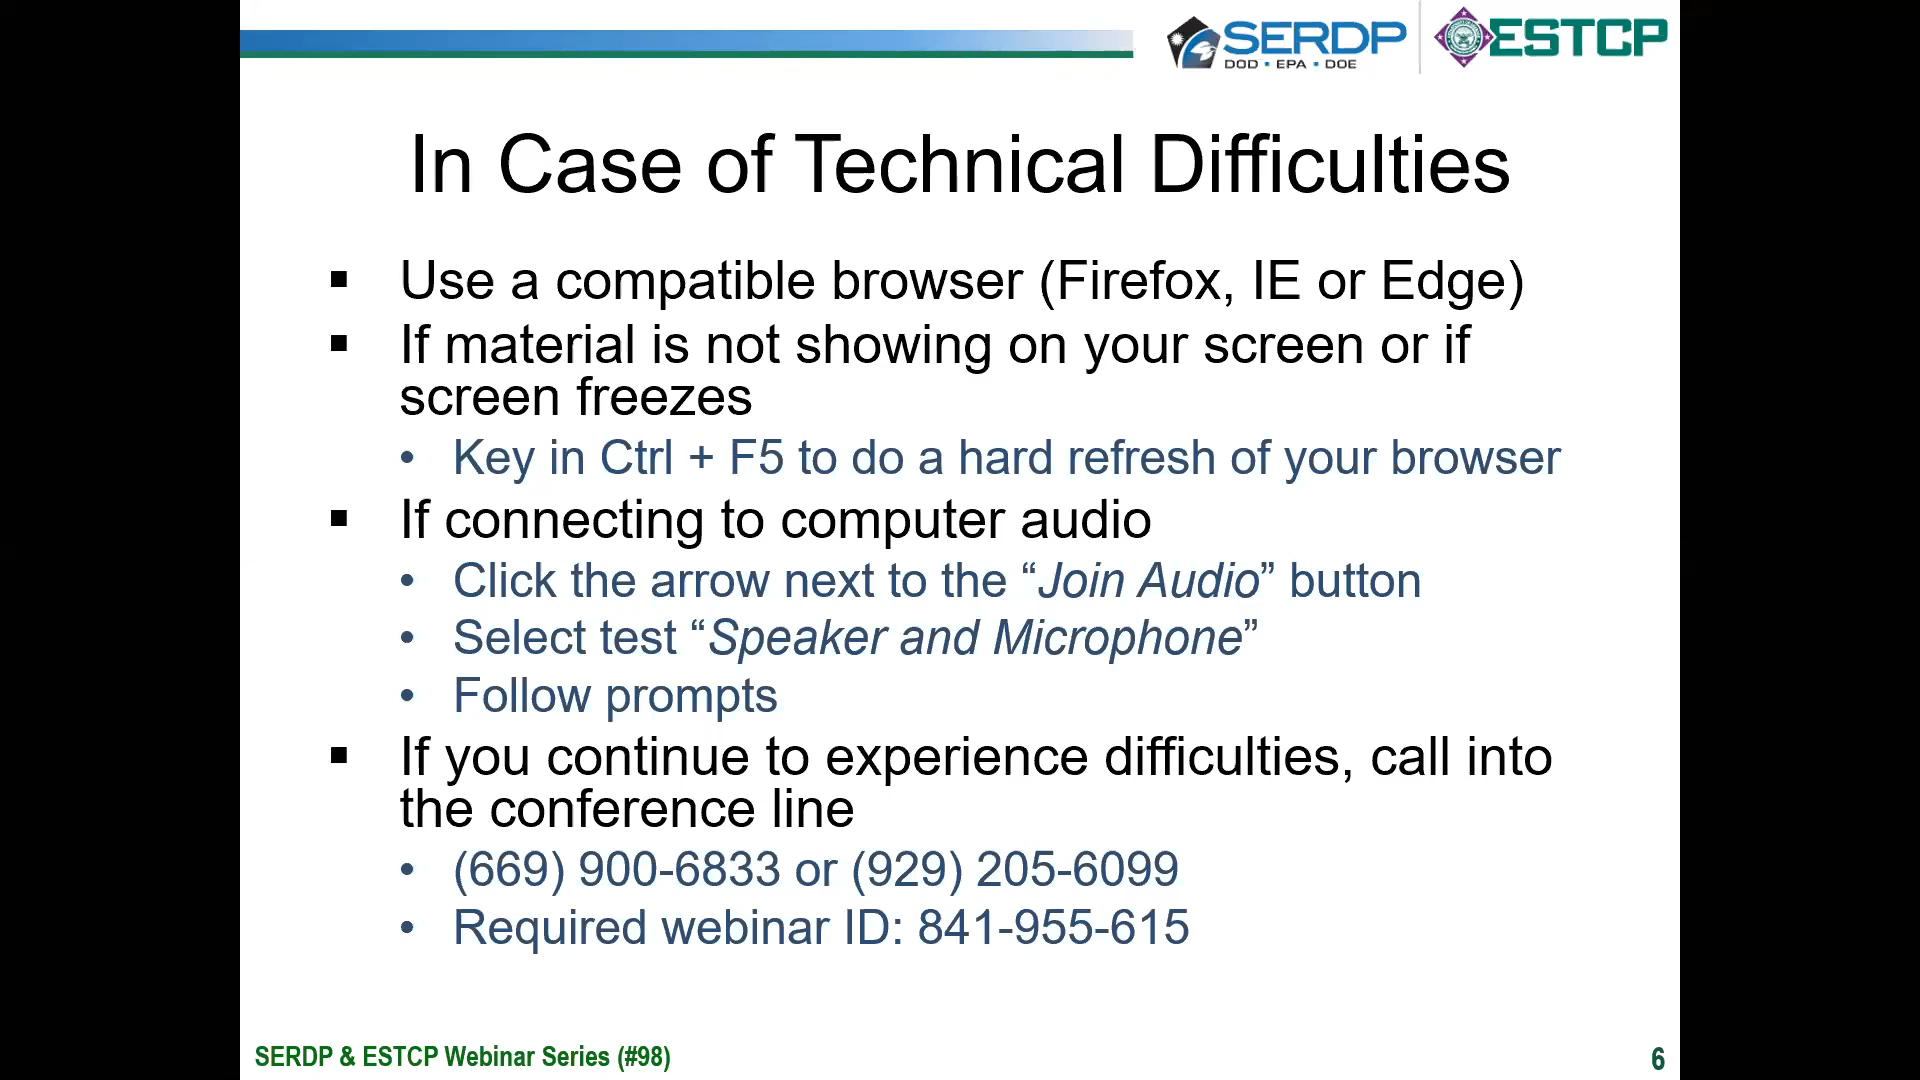 SERDP
DOD • EPA • DOE
ESTCP
In Case of Technical Difficulties
▪ Use a compatible browser (Firefox, IE or Edge)
▪ If material is not showing on your screen or if
screen freezes
• Key in Ctrl + F5 to do a hard refresh of your browser
▪ If connecting to computer audio
• Click the arrow next to the “Join Audio” button
• Select test “Speaker and Microphone”
• Follow prompts
▪ If you continue to experience difficulties, call into
the conference line
• (669) 900-6833 or (929) 205-6099
• Required webinar ID: 841-955-615
SERDP & ESTCP Webinar Series (#98)
6